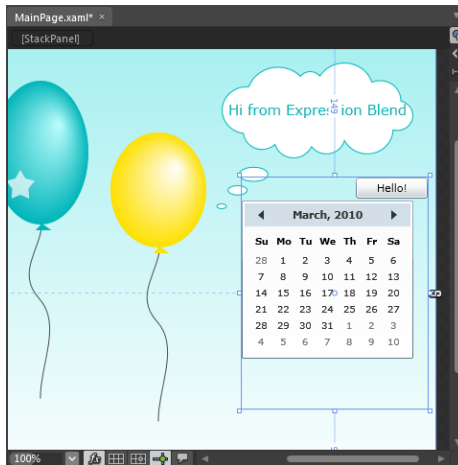 MainPage.xaml* ×
[StackPanel]
Hi from Expression Blend
149
Hello!
March, 2010
Su Mo Tu We Th Fr Sa
28 1 2 3 4 5 6
7 8 9 10 11 12 13
14 15 16 17 18 19 20
21 22 23 24 25 26 27
28 29 30 31 1 2 3
4 5 6 7 8 9 10
100%
fx